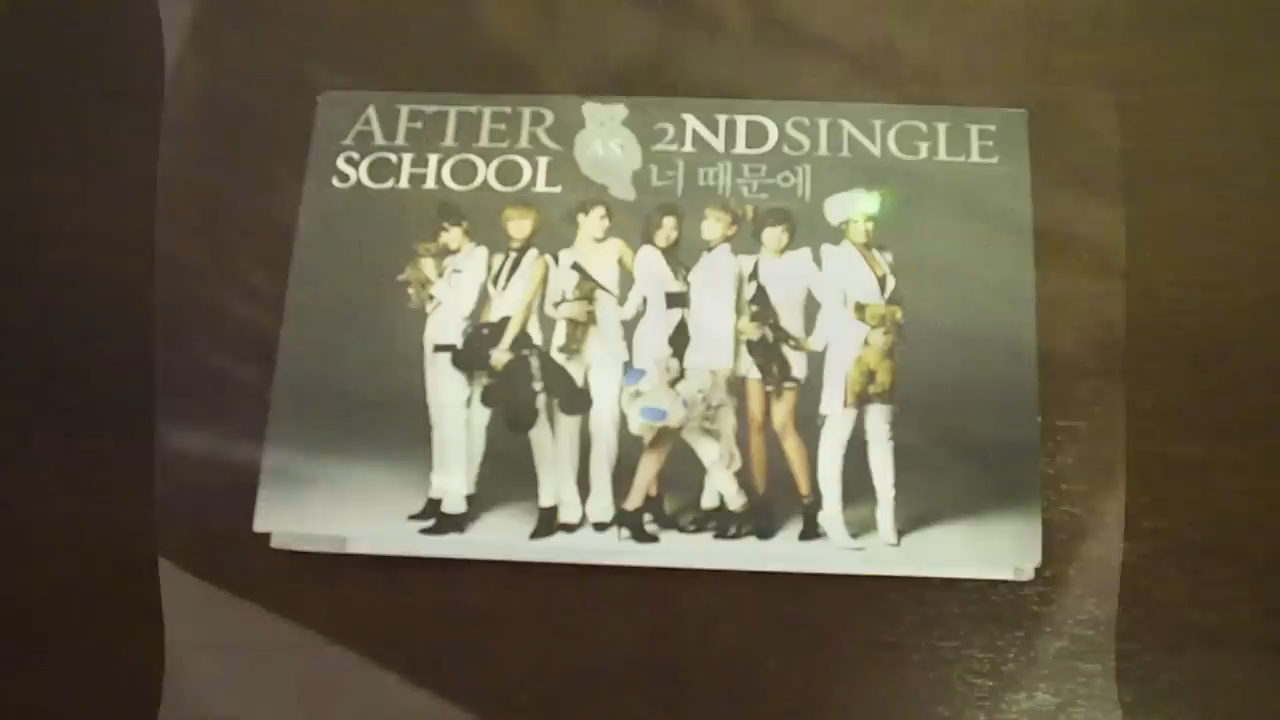 AFTER
SCHOOL
AS
2NDSINGLE
너 때문에